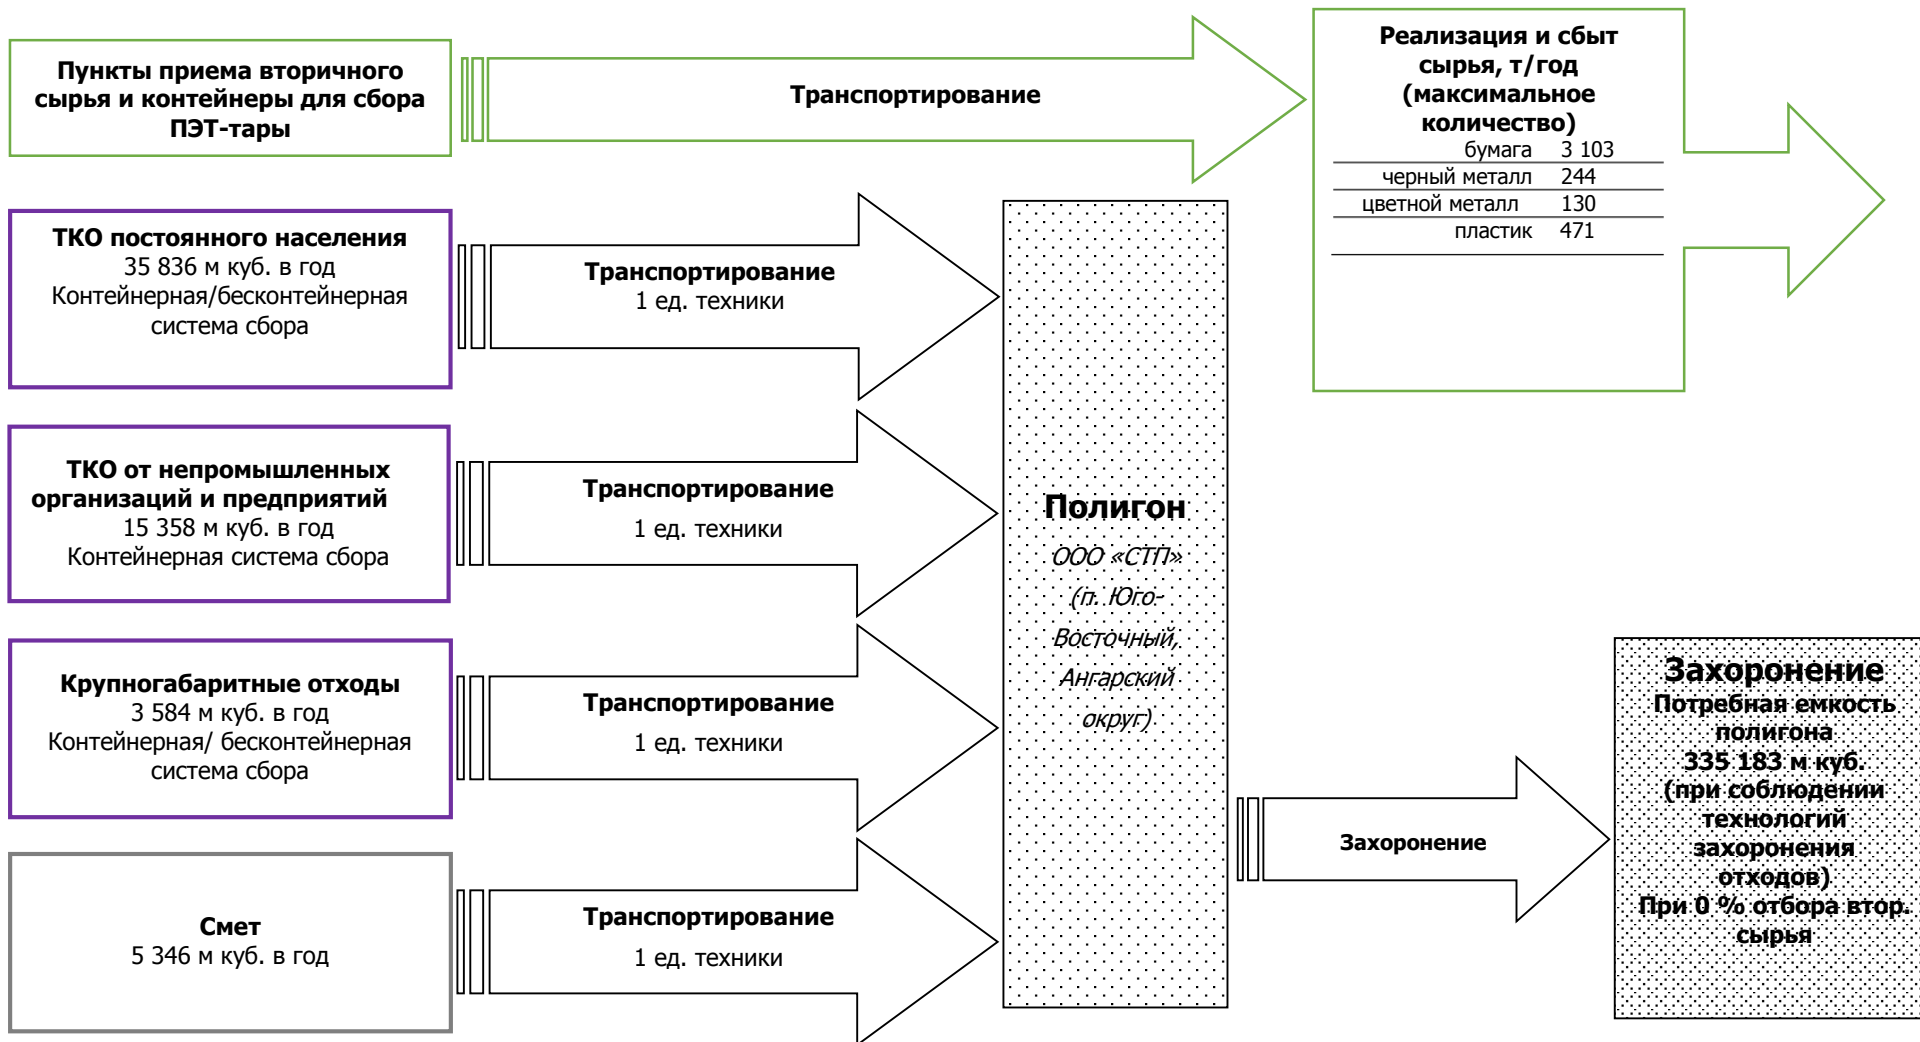 Пункты приема вторичного
сырья и контейнеры для сбора
ПЭТ-тары
Транспортирование
Реализация и сбыт
сырья, т/год
(максимальное
количество)
бумага 3 103
черный металл 244
цветной металл 130
пластик 471
ТКО постоянного населения
35 836 м куб. в год
Контейнерная/бесконтейнерная
система сбора
Транспортирование
1 ед. техники
ТКО от непромышленных
организаций и предприятий
15 358 м куб. в год
Контейнерная система сбора
Транспортирование
1 ед. техники
Крупногабаритные отходы
3 584 м куб. в год
Контейнерная/ бесконтейнерная
система сбора
Транспортирование
1 ед. техники
Смет
5 346 м куб. в год
Транспортирование
1 ед. техники
Полигон
ООО «СТП»
(п. Юго-
Восточный,
Ангарский
округ)
Захоронение
Захоронение
Потребная емкость
полигона
335 183 м куб.
(при соблюдении
технологий
захоронения
отходов)
При 0 % отбора втор.
сырья